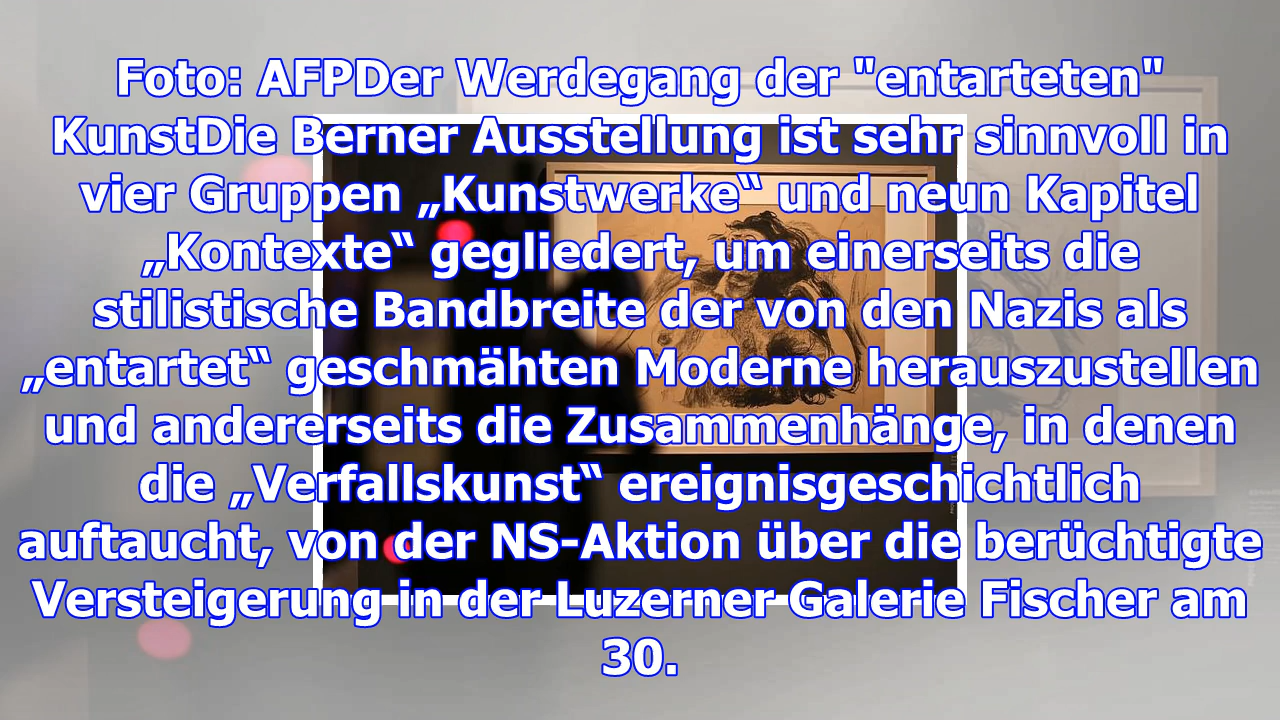 Foto: AFPDer Werdegang der "entarteten"
KunstDie Berner Ausstellung ist sehr sinnvoll in
vier Gruppen „Kunstwerke“ und neun Kapitel
„Kontexte“ gegliedert, um einerseits die
stilistische Bandbreite der von den Nazis als
„entartet“ geschmähten Moderne herauszustellen
und andererseits die Zusammenhänge, in denen
die „Verfallskunst“ ereignisgeschichtlich
auftaucht, von der NS-Aktion über die berüchtigte
Versteigerung in der Luzerner Galerie Fischer am
30.